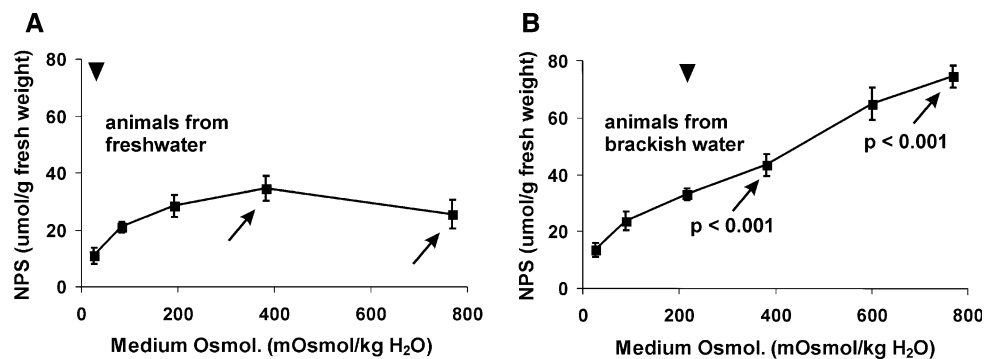 A
NPS (umol/g fresh weight)
80
60
40
20
0
animals from
freshwater
0 200 400 600 800
Medium Osmol. (mOsmol/kg H₂O)
B
NPS (umol/g fresh weight)
80
60
40
20
0
animals from
brackish water
p < 0.001
p < 0.001
0 200 400 600 800
Medium Osmol. (mOsmol/kg H₂O)